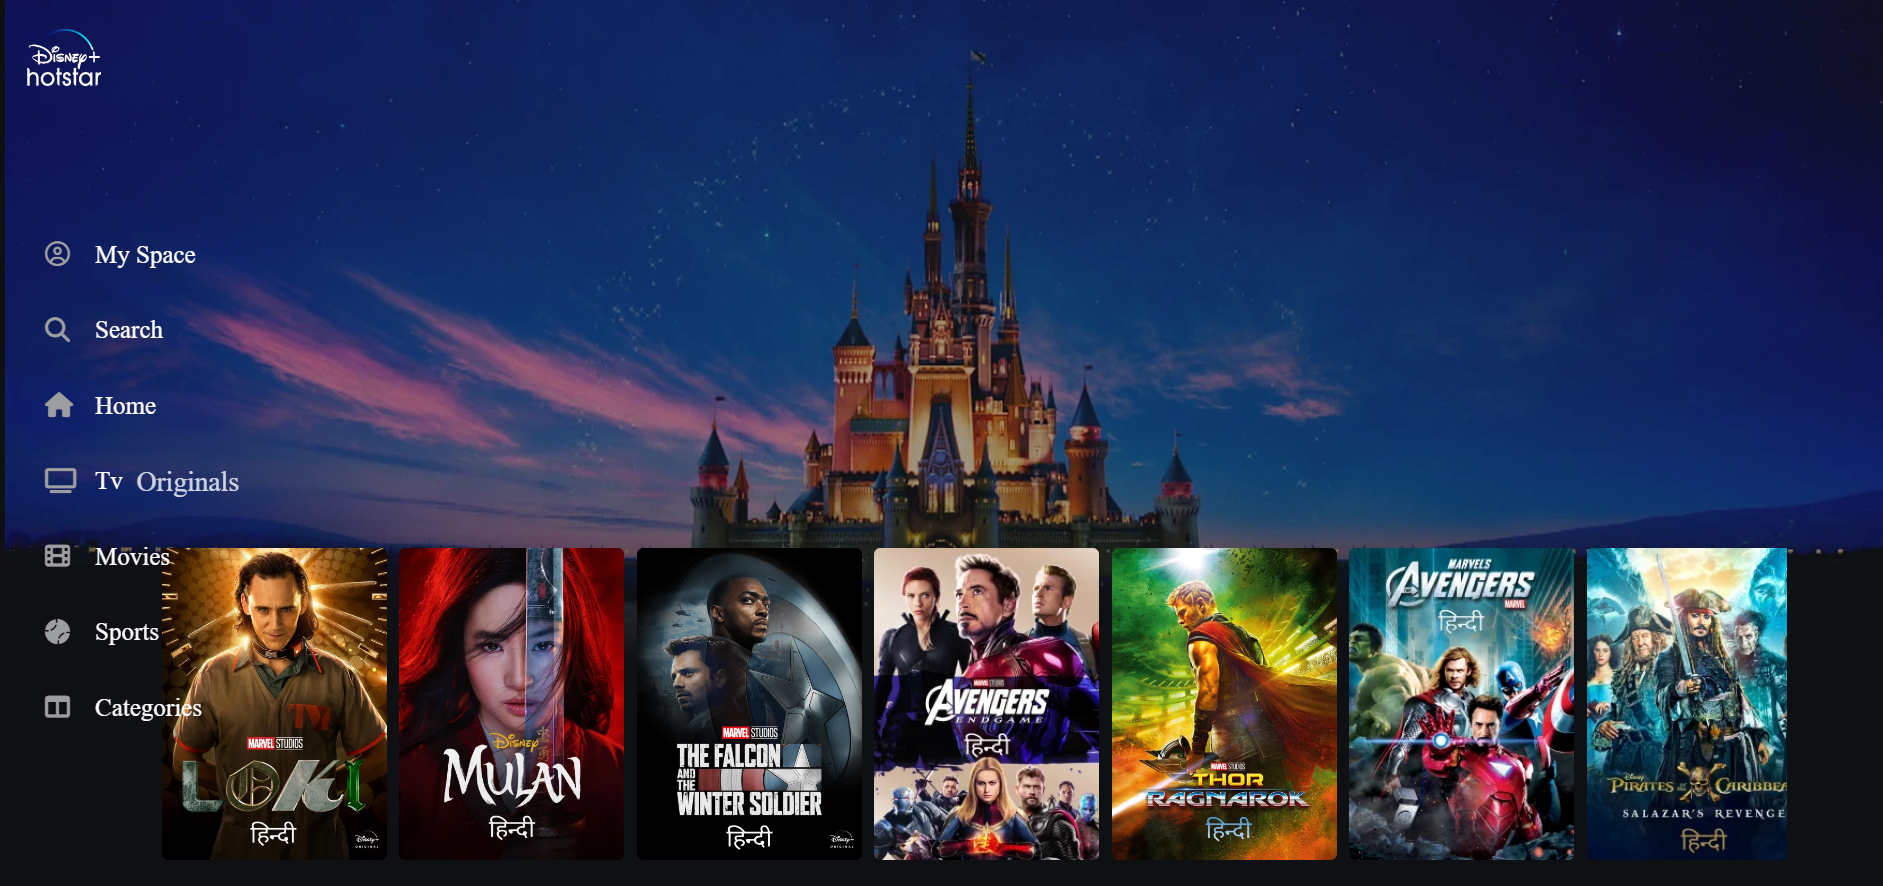 Disney+
hotstar
My Space
Search
Home
Tv
Originals
Movies
Sports
Categories
MARVEL STUDIOS
LOKI
हिन्दी
Disney+
ORIGINAL
Disney
MULAN
हिन्दी
MARVEL STUDIOS
THE FALCON
AND THE
WINTER SOLDIER
हिन्दी
Disney+
ORIGINAL
MARVEL STUDIOS
AVENGERS
ENDGAME
हिन्दी
MARVEL STUDIOS
THOR
RAGNAROK
हिन्दी
MARVEL'S
AVENGERS
MARVEL
हिन्दी
Disney
PIRATES OF THE CARIBBEA
SALAZAR'S REVENGE
हिन्दी